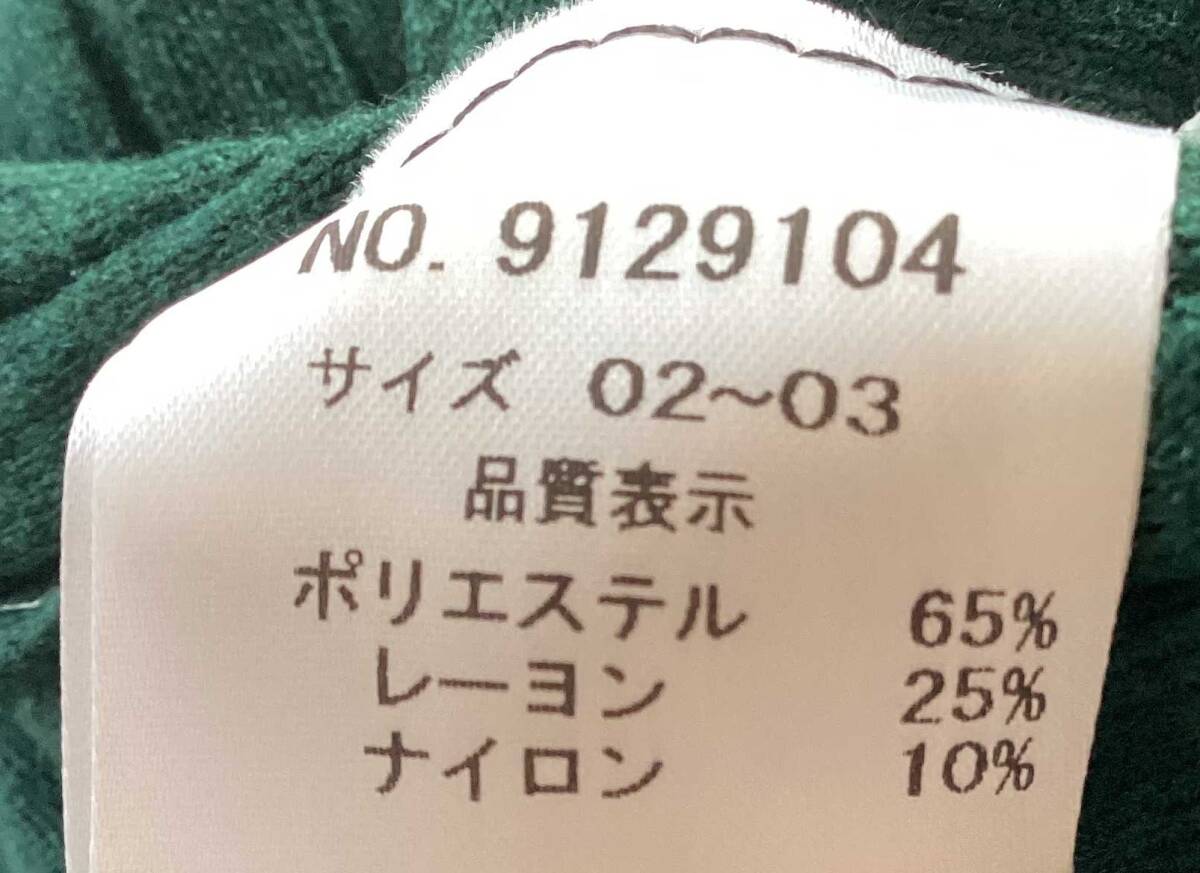 NO. 9129104
サイズ 02~03
品質表示
ポリエステル 65%
レーヨン 25%
ナイロン 10%